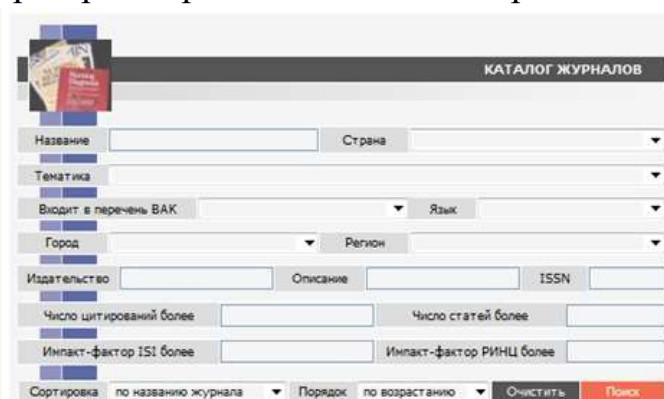 КАТАЛОГ ЖУРНАЛОВ
Название Страна
Тематика
Входит в перечень ВАК Язык
Город Регион
Издательство Описание ISSN
Число цитирований более Число статей более
Импакт-фактор ISI более Импакт-фактор РИНЦ более
Сортировка по названию журнала Порядок по возрастанию Очистить Поиск